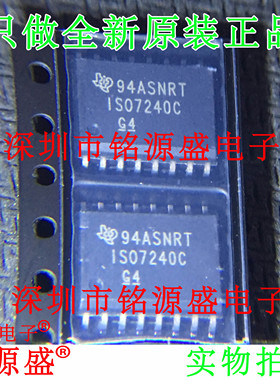 只做全新原装正品
94ASNRT
ISO7240C
G4
深圳市铭源盛电子
94ASNRT
ISO7240C
G4
深圳市铭源盛电子
电子®
源盛®
实物拍